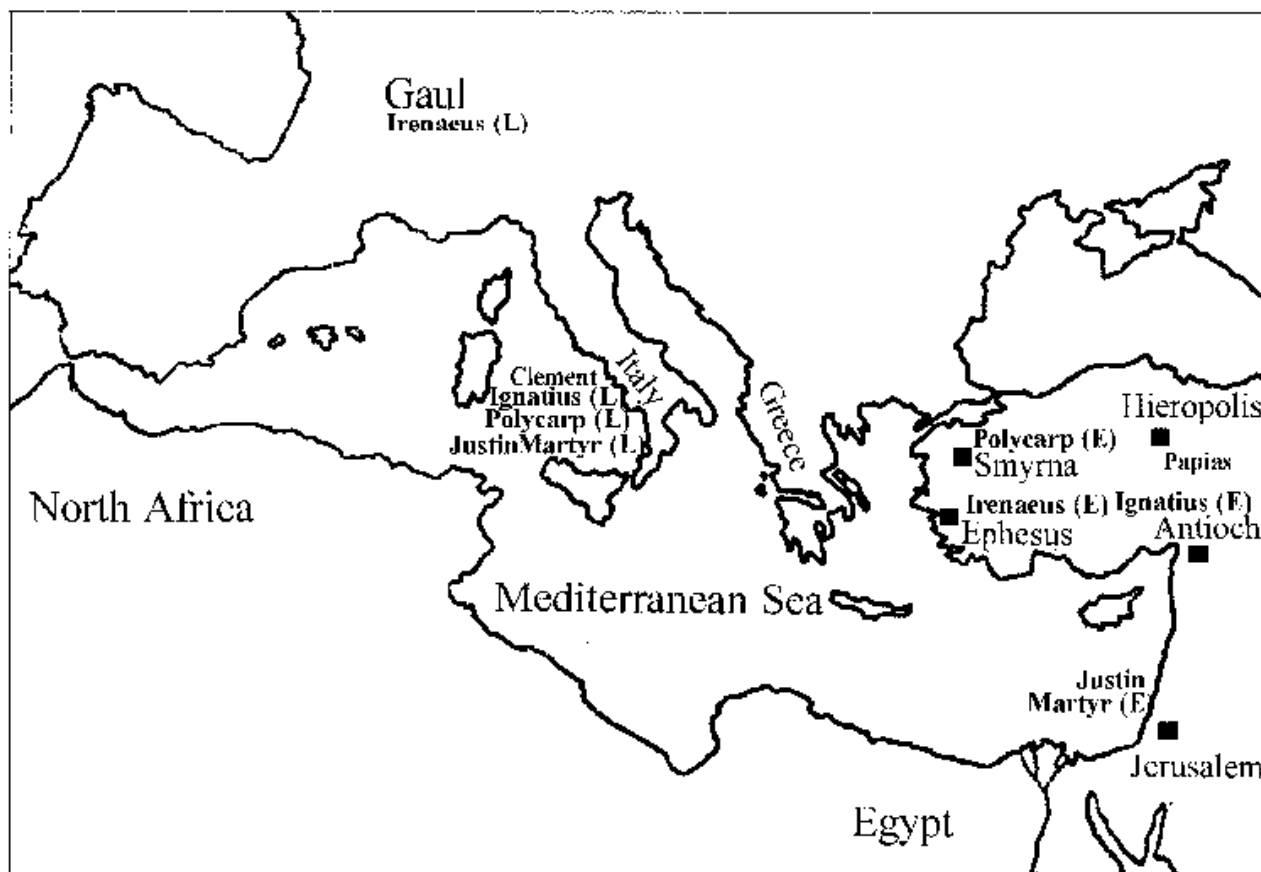 Gaul
Irenaeus (L)
Italy
Clement
Ignatius (L)
Polycarp (L)
JustinMartyr (L)
Greece
Hieropolis
Papias
Polycarp (E)
Smyrna
Irenaeus (E)
Ephesus
Ignatius (E)
Antioch
North Africa
Mediterranean Sea
Justin
Martyr (E)
Jerusalem
Egypt